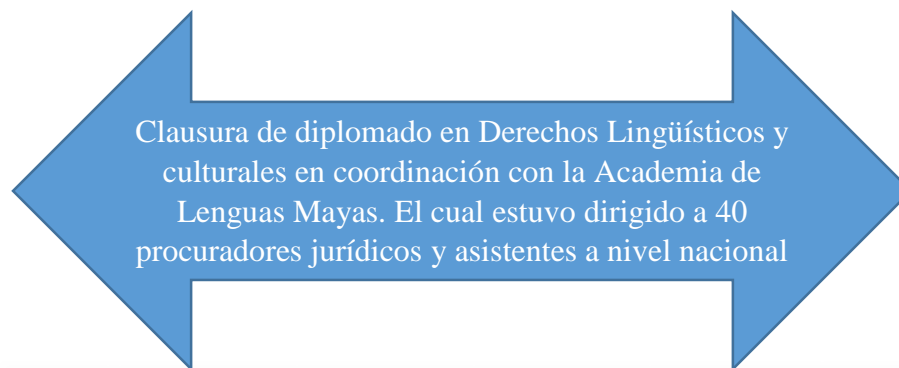 Clausura de diplomado en Derechos Lingüísticos y
culturales en coordinación con la Academia de
Lenguas Mayas. El cual estuvo dirigido a 40
procuradores jurídicos y asistentes a nivel nacional